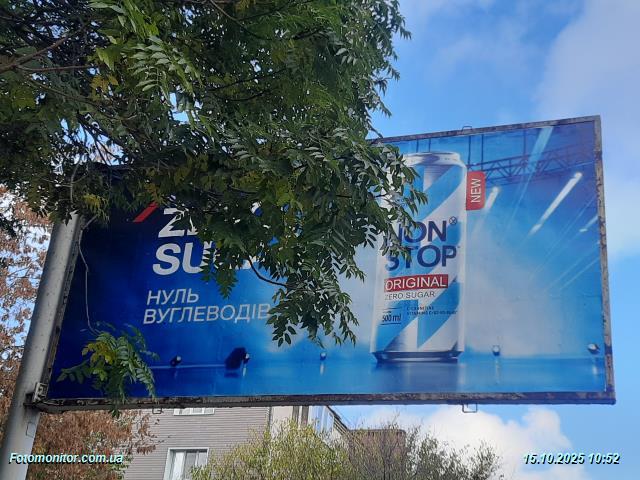 SU
НУЛЬ
ВУГЛЕВОДІВ
NEW
NON
STOP
ORIGINAL
ZERO SUGAR
500 ml
Fotomonitor.com.ua
15.10.2025 10:52